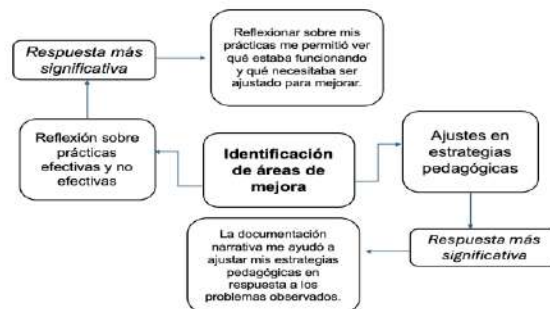 Respuesta más
significativa
Reflexionar sobre mis
prácticas me permitió ver
qué estaba funcionando
y qué necesitaba ser
ajustado para mejorar.
Reflexión sobre
prácticas
efectivas y no
efectivas
Identificación
de áreas de
mejora
Ajustes en
estrategias
pedagógicas
La documentación
narrativa me ayudó a
ajustar mis estrategias
pedagógicas en
respuesta a los
problemas observados.
Respuesta más
significativa